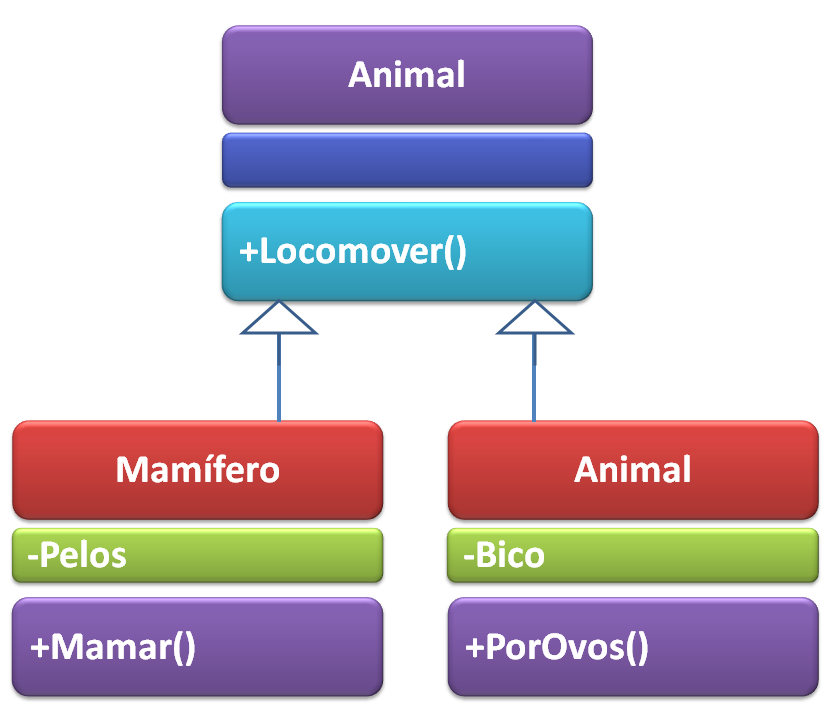 Animal
+Locomover()
Mamífero
Animal
-Pelos
-Bico
+Mamar()
+PorOvos()